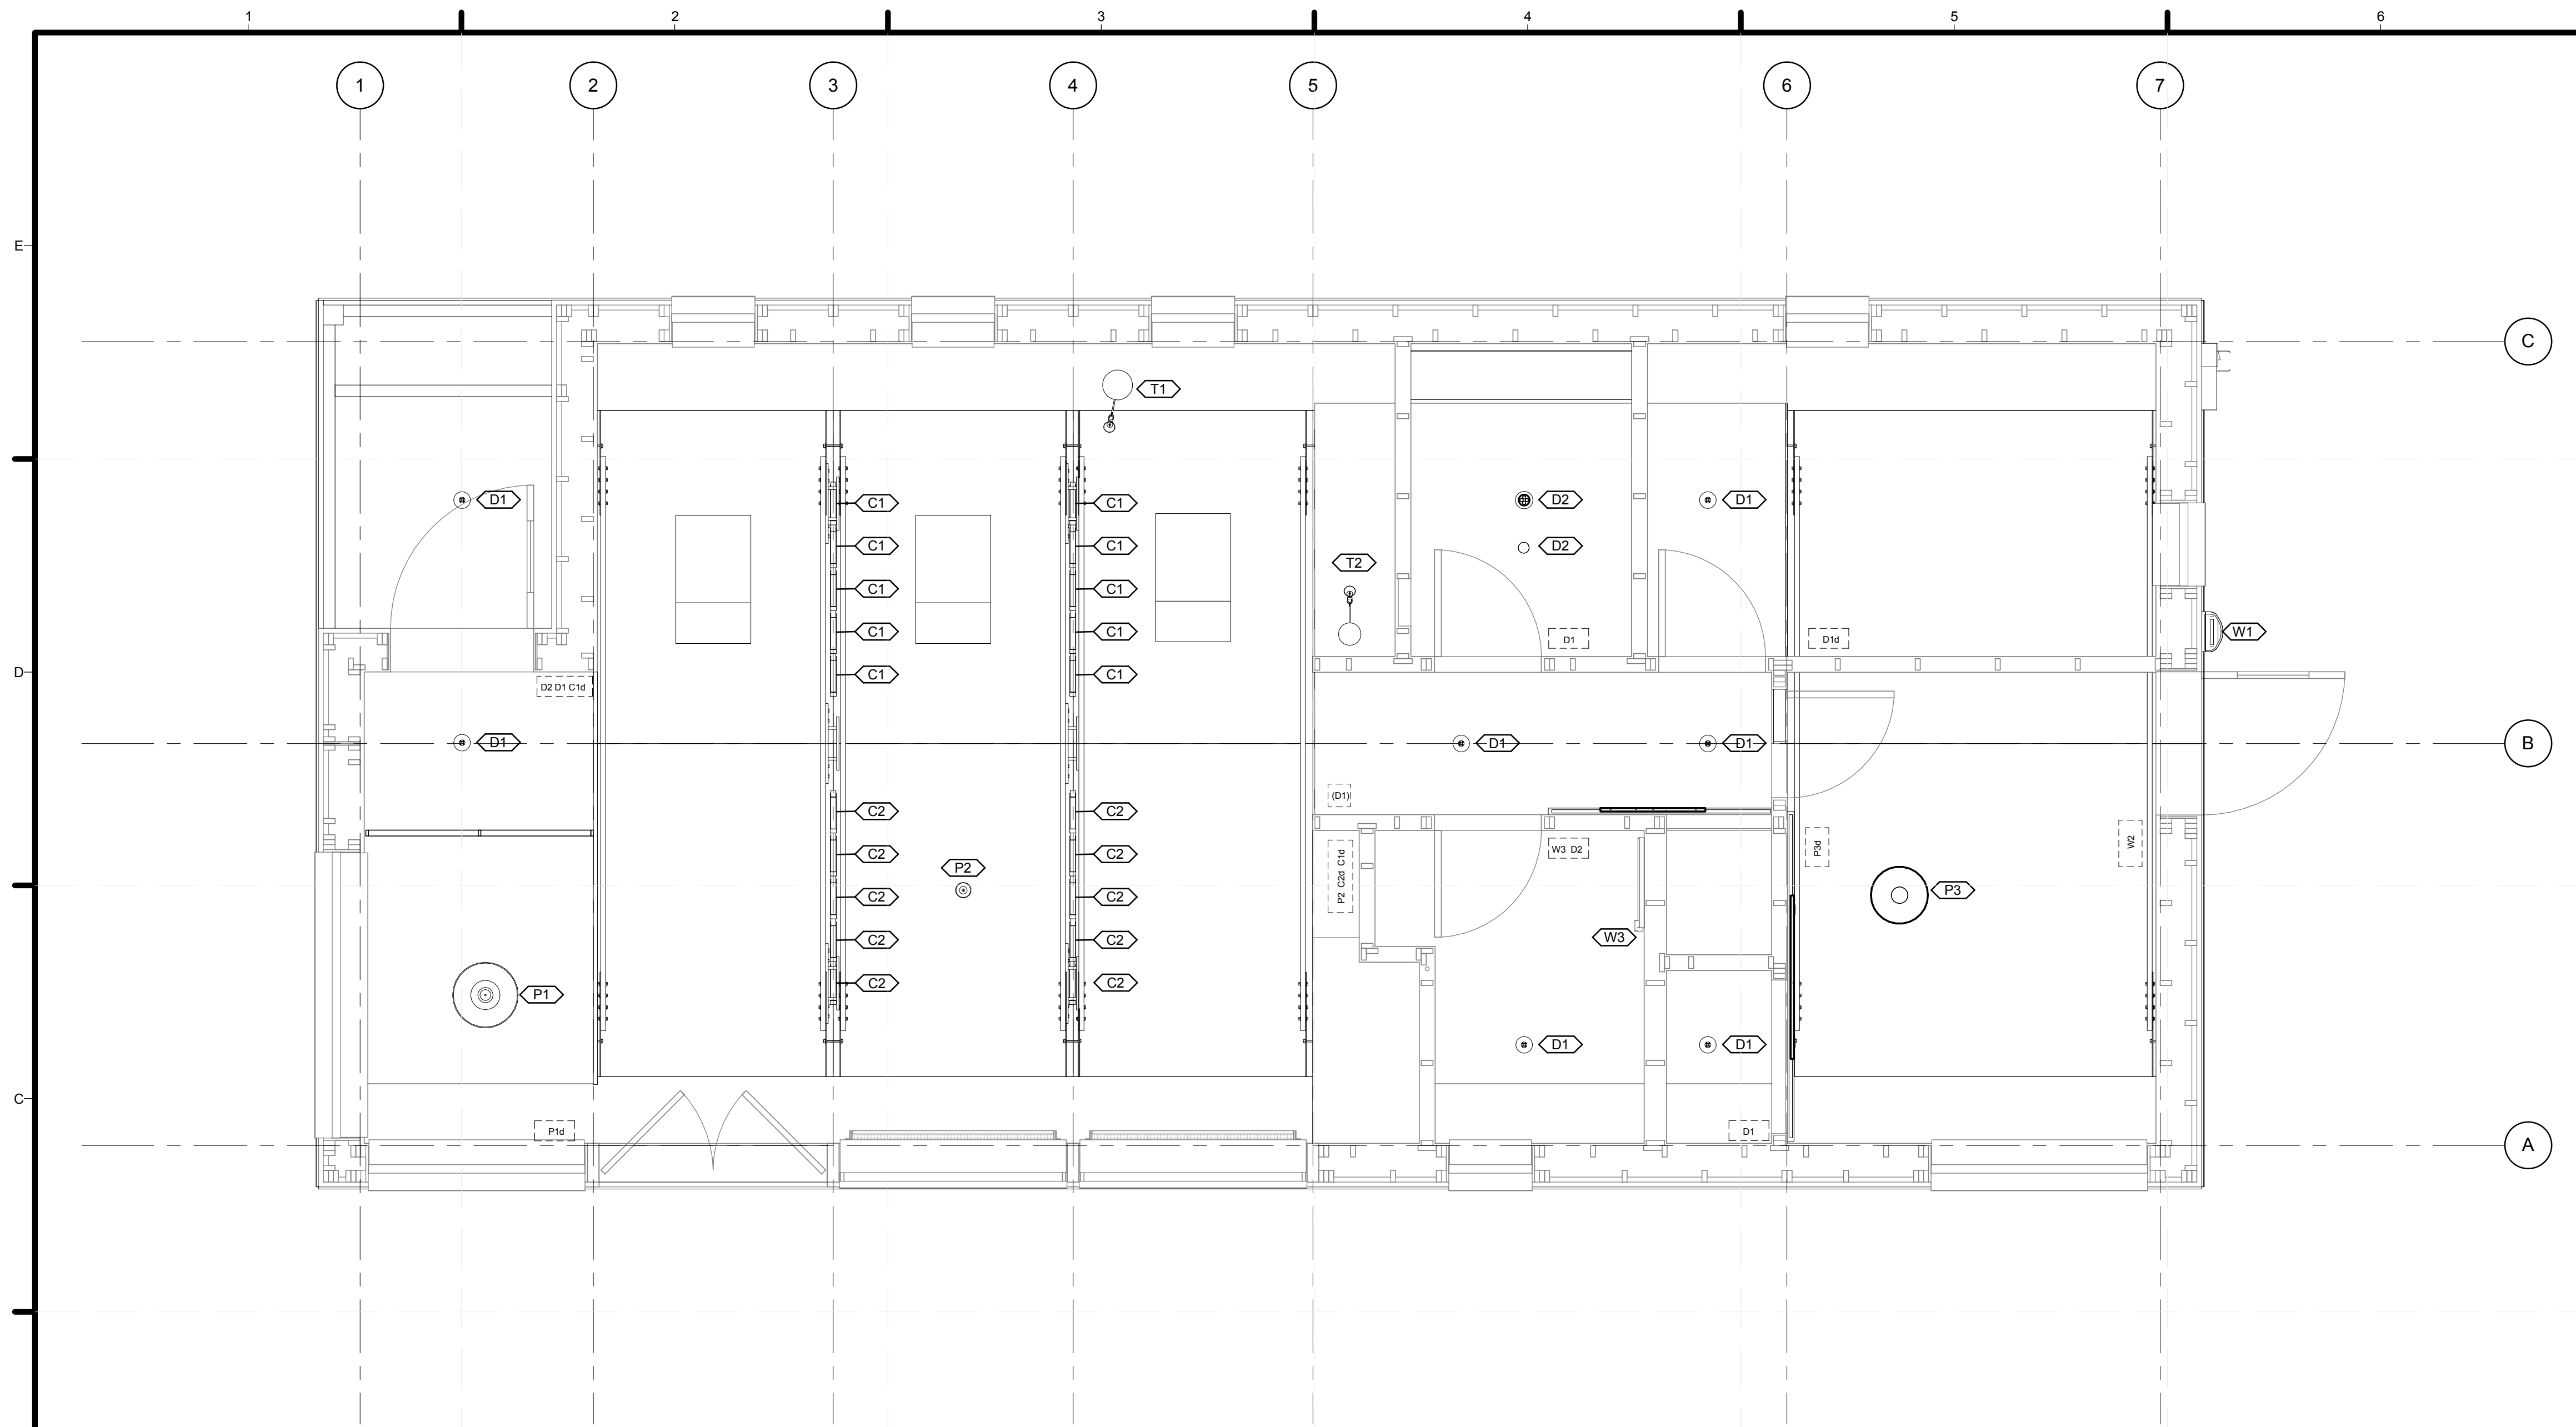 1 2 3 4 5 6
1 2 3 4 5 6 7
E
C
T1
D1 C1 C1 D2 D1
C1 C1 D2
T2
C1 C1
C1 C1 D1 D1d W1
D
C1 C1
D2 D1 C1d
D1 D1 D1 B
(D1)
C2 C2
P2 C2d C1d W3 D2 P3d W2
C2 C2
P2 P3
C2 C2
C2 C2 W3
C2 C2
P1
D1 D1
C
P1d D1
A